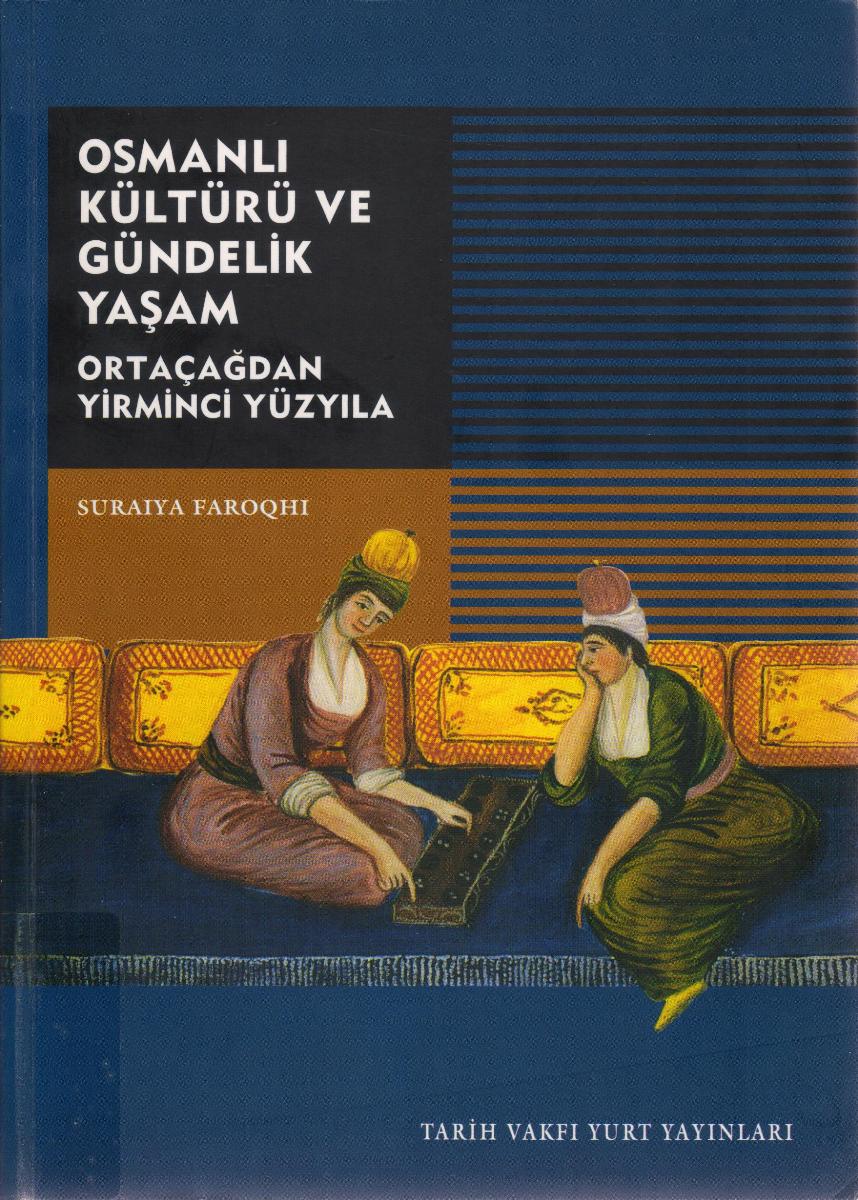 OSMANLI
KÜLTÜRÜ VE
GÜNDELİK
YAŞAM
ORTAÇAĞDAN
YİRMİNCİ YÜZYILA
SURAIYA FAROQHI
TARİH VAKFI YURT YAYINLARI